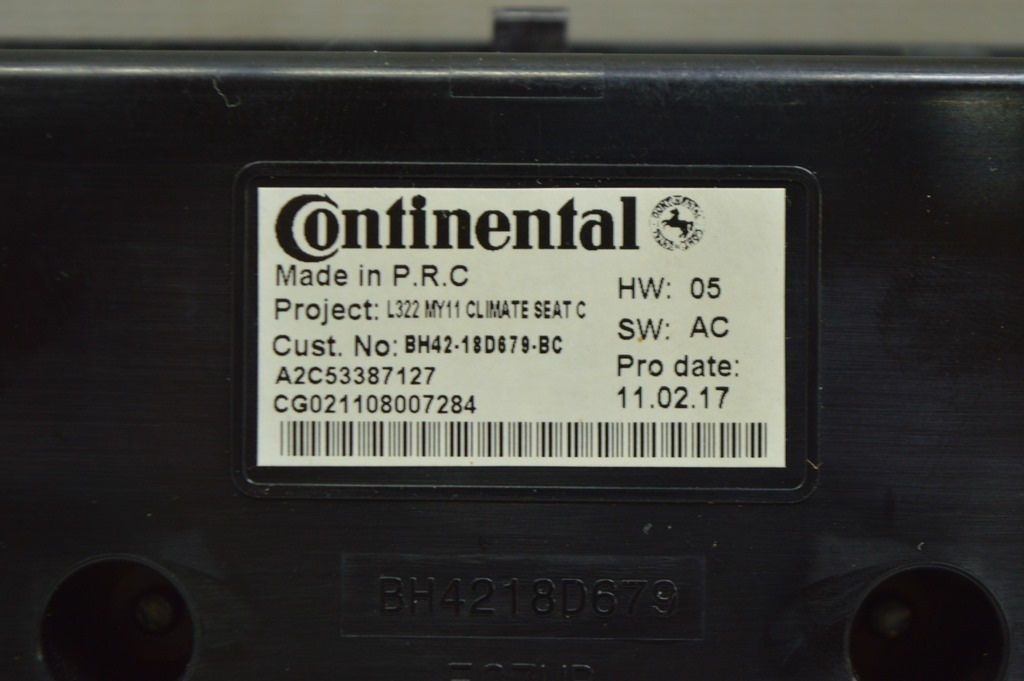 Continental
Made in P.R.C
Project: L322 MY11 CLIMATE SEAT C
Cust. No: BH42-18D679-BC
A2C53387127
CG021108007284
HW: 05
SW: AC
Pro date:
11.02.17
BH4218D679